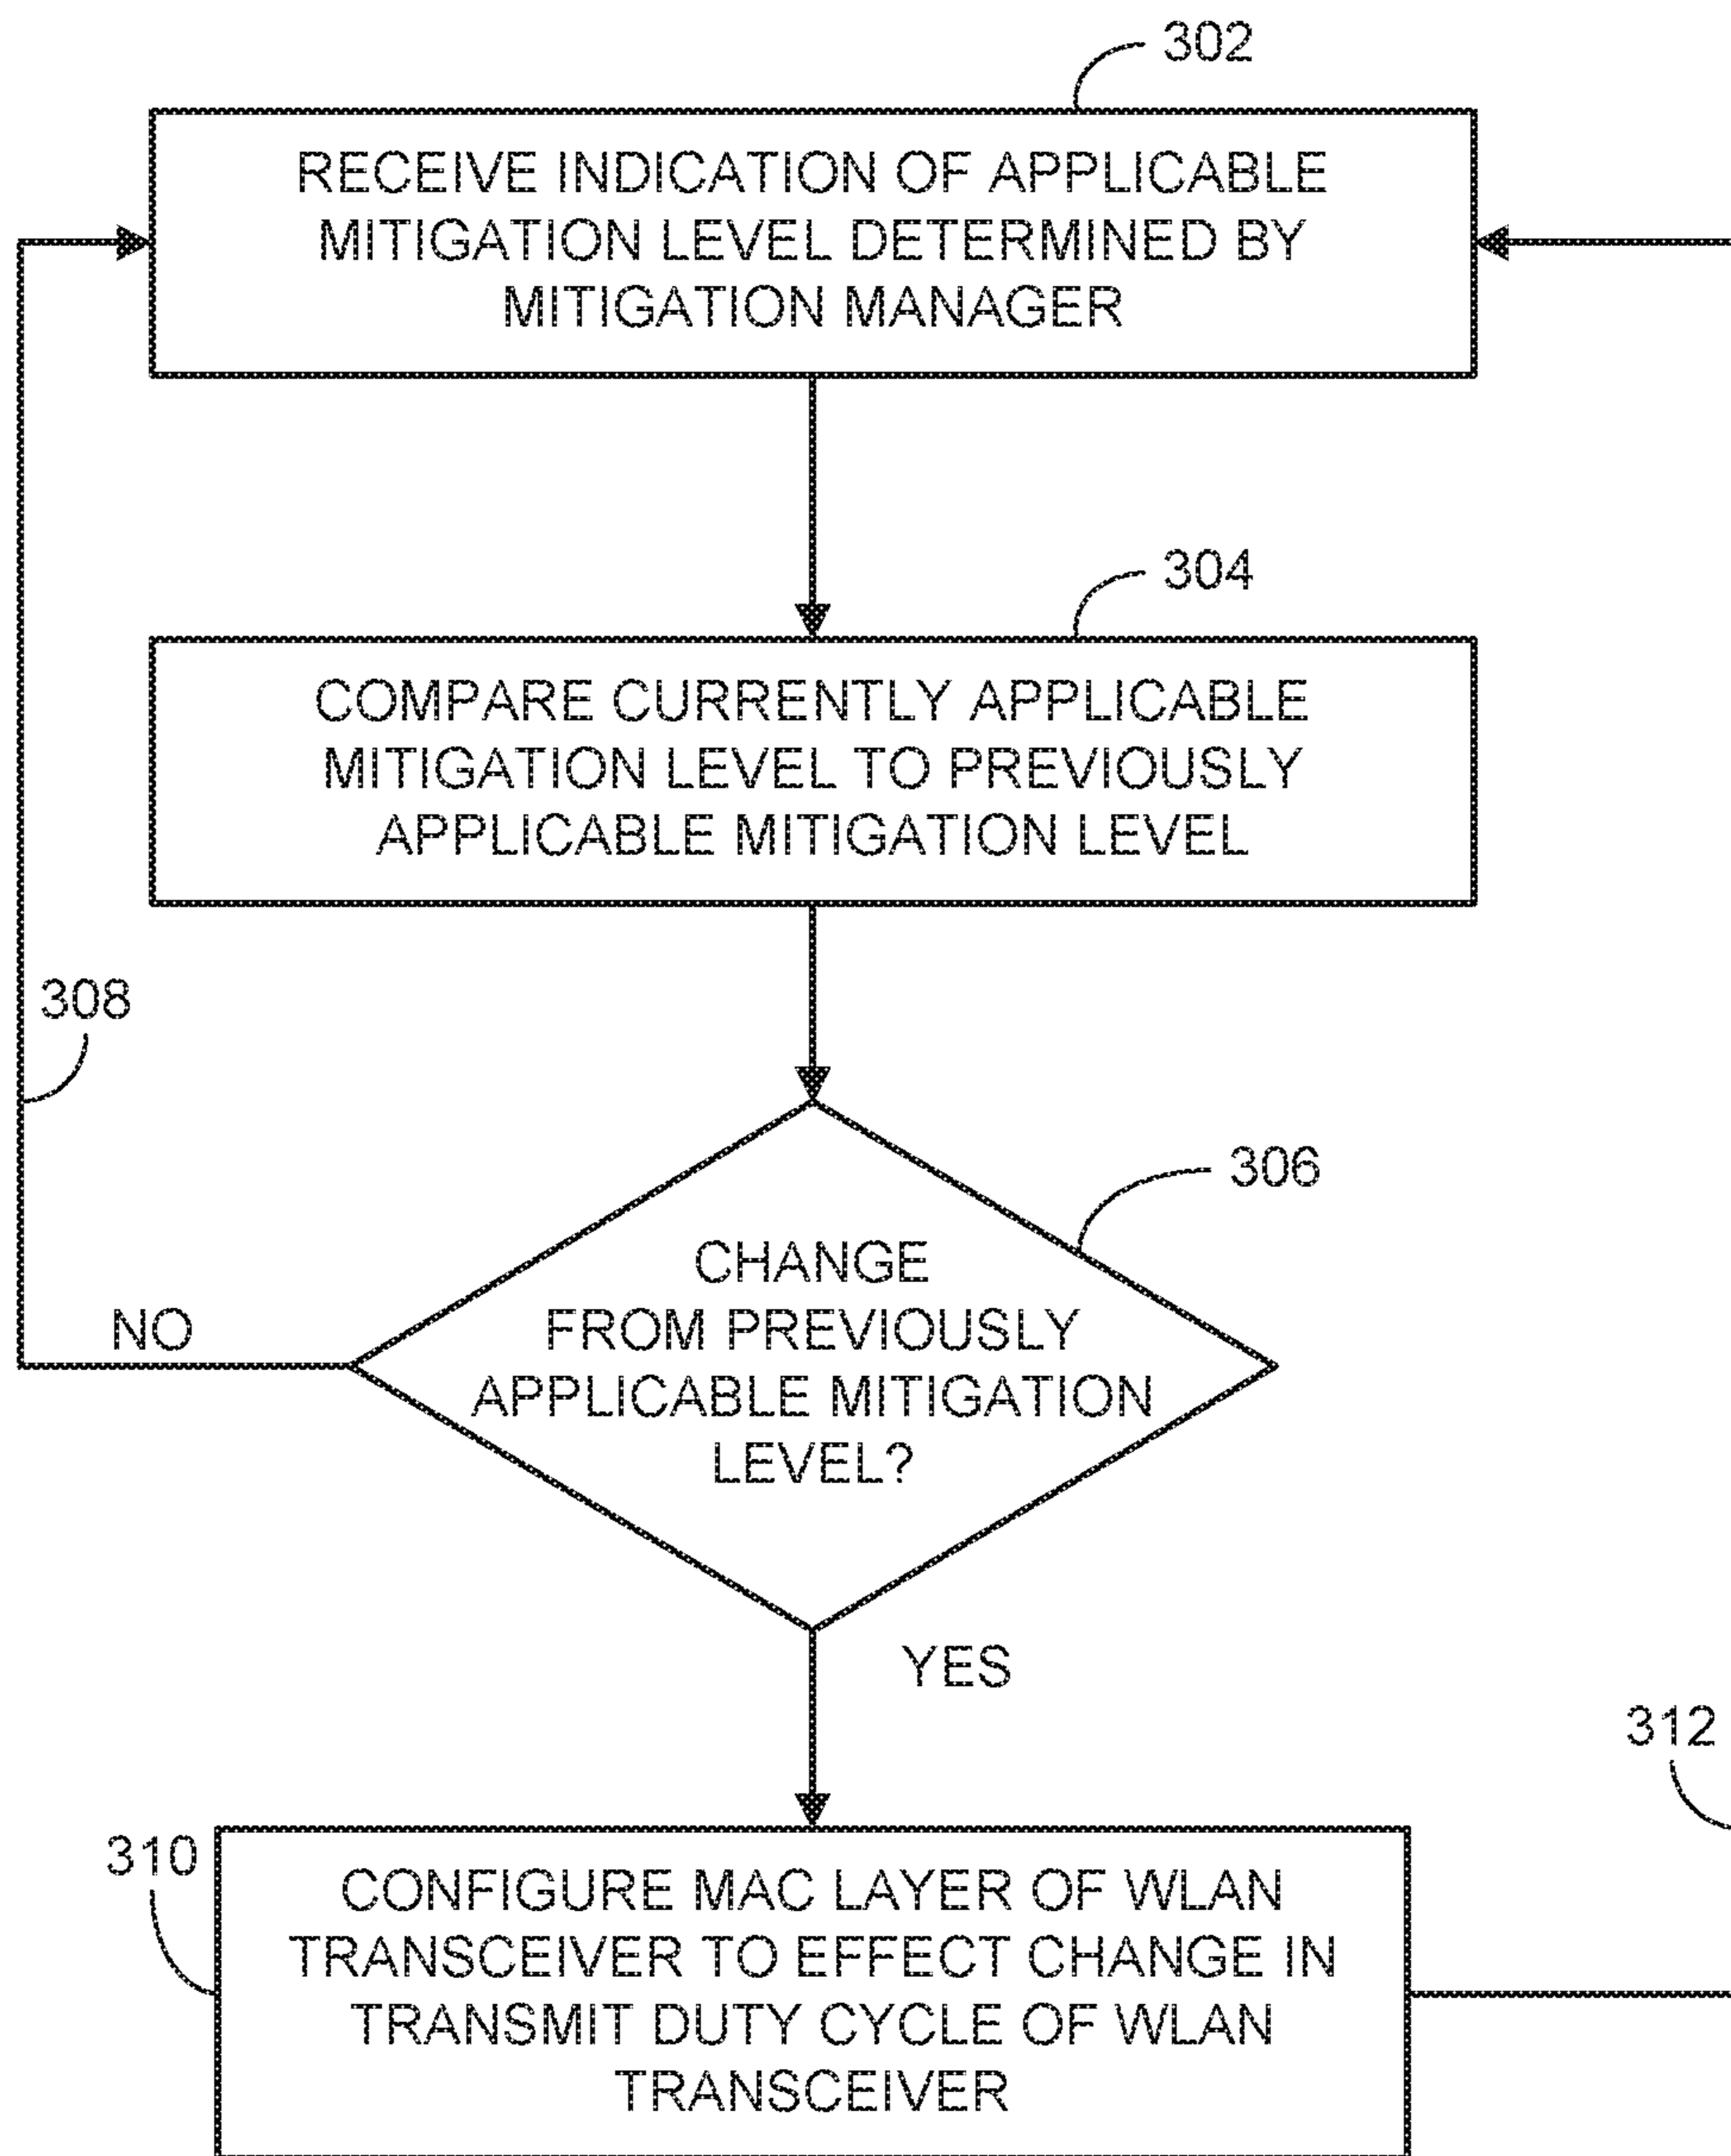 302
RECEIVE INDICATION OF APPLICABLE
MITIGATION LEVEL DETERMINED BY
MITIGATION MANAGER
304
COMPARE CURRENTLY APPLICABLE
MITIGATION LEVEL TO PREVIOUSLY
APPLICABLE MITIGATION LEVEL
308
306
CHANGE
FROM PREVIOUSLY
APPLICABLE MITIGATION
LEVEL?
NO
YES
312
310
CONFIGURE MAC LAYER OF WLAN
TRANSCEIVER TO EFFECT CHANGE IN
TRANSMIT DUTY CYCLE OF WLAN
TRANSCEIVER